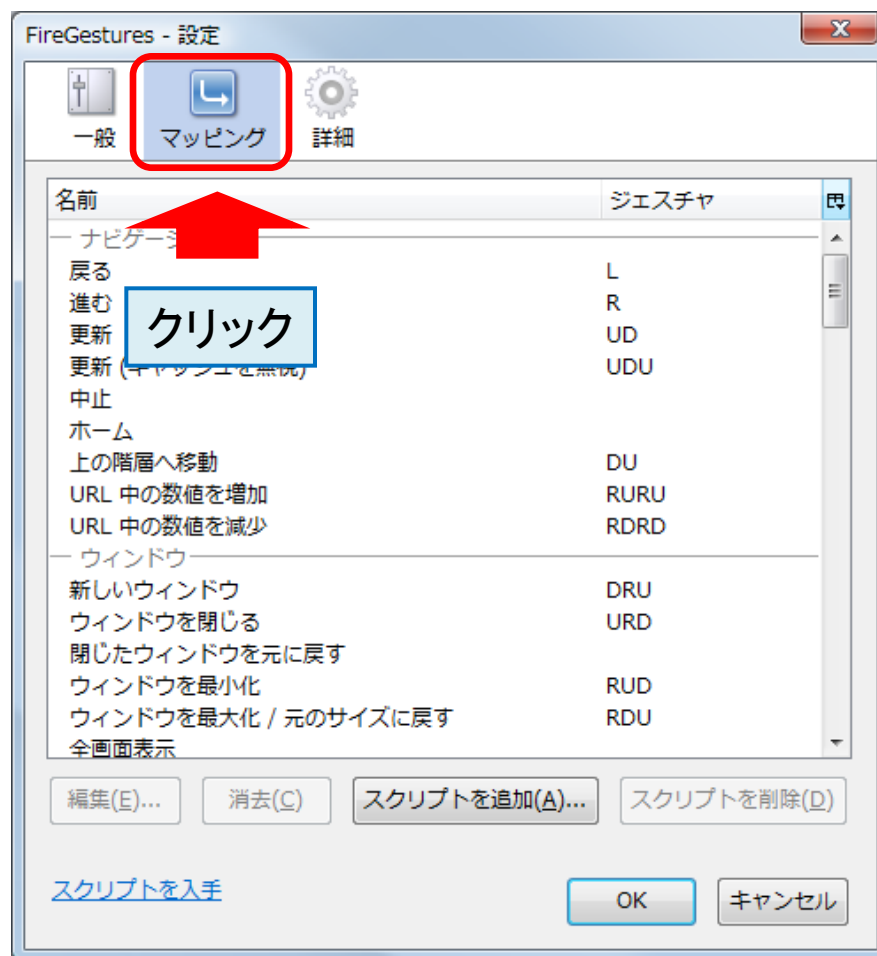 FireGestures - 設定
一般 マッピング 詳細
名前 ジェスチャ
ナビゲーシ
戻る L
進む R
クリック
更新 UD
更新 (キャッシュを無視) UDU
中止
ホーム
上の階層へ移動 DU
URL 中の数値を増加 RURU
URL 中の数値を減少 RDRD
ウィンドウ
新しいウィンドウ DRU
ウィンドウを閉じる URD
閉じたウィンドウを元に戻す
ウィンドウを最小化 RUD
ウィンドウを最大化 / 元のサイズに戻す RDU
全画面表示
編集(E)... 消去(C) スクリプトを追加(A)... スクリプトを削除(D)
スクリプトを入手 OK キャンセル